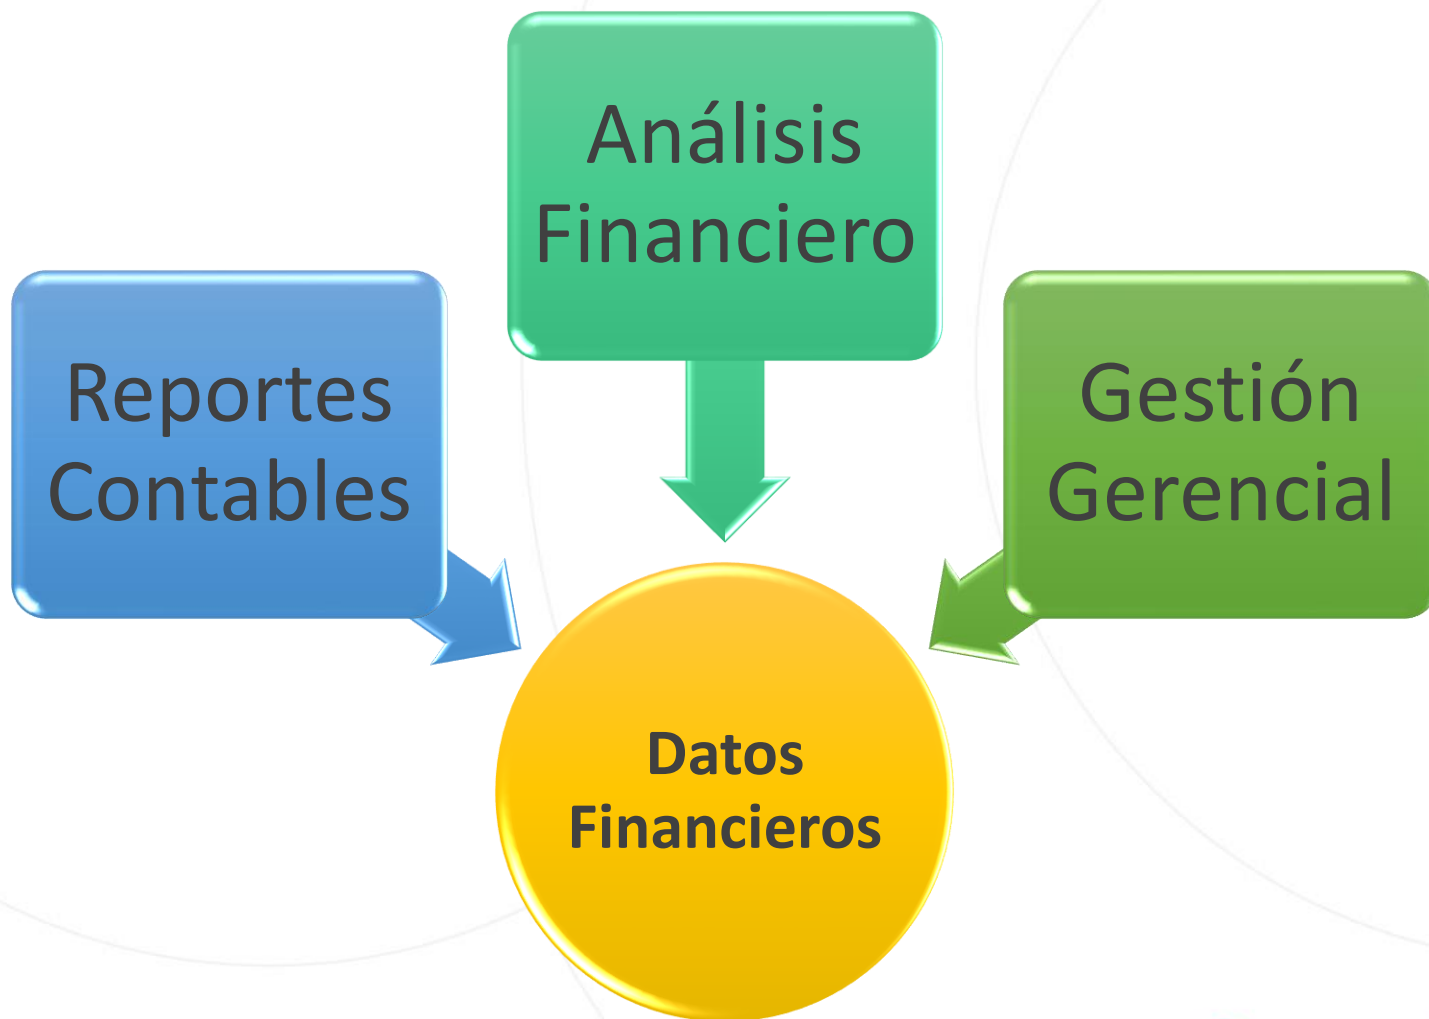 Análisis
Financiero
Reportes
Contables
Gestión
Gerencial
Datos
Financieros